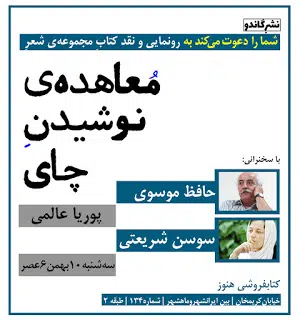 نشرگاندو
شما را دعوت می‌کند به رونمایی و نقد کتاب مجموعه‌ی شعر
مُعاهده‌ی
نوشیدنِ
چای
پوریا عالمی
سه‌شنبه ۱۰ بهمن ۶ عصر
با سخنرانی:
حافظ موسوی
سوسن شریعتی
کتابفروشی هنوز
خیابان کریمخان | بین ایرانشهر و ماهشهر | شماره ۱۳۴ | طبقه ۲